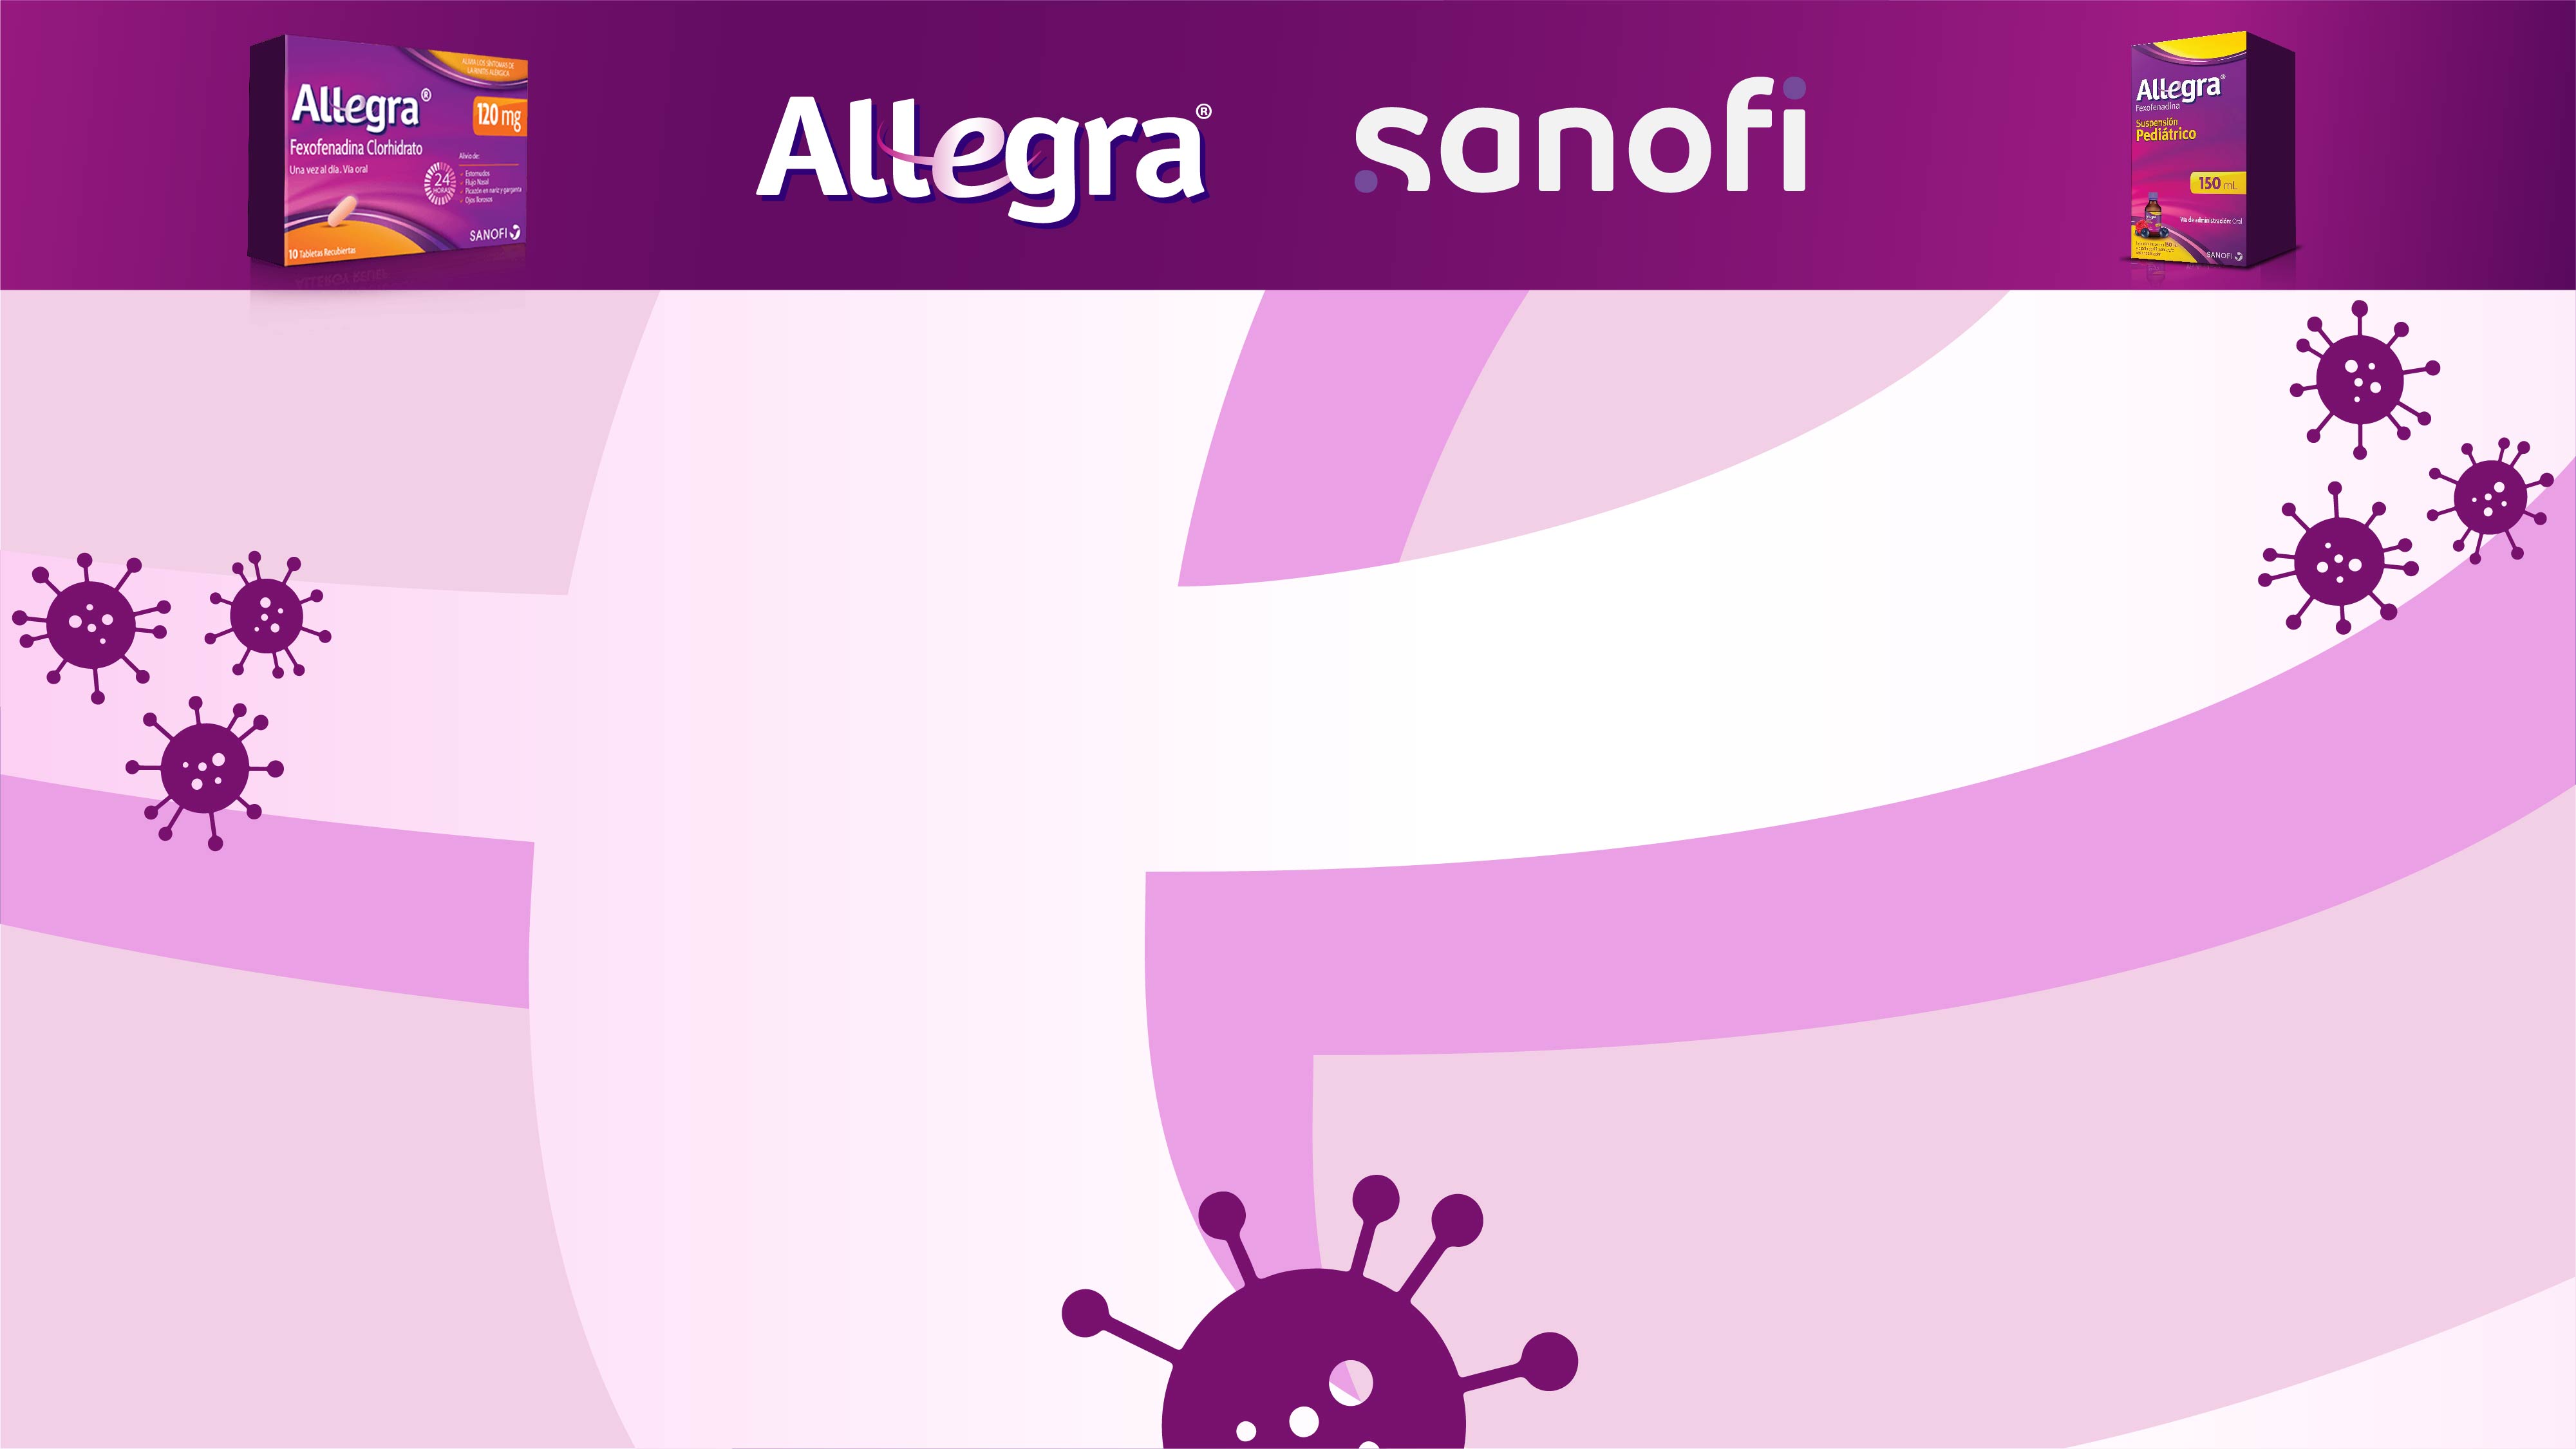 ALIVIA LOS SÍNTOMAS DE
LA RINITIS ALÉRGICA
Allegra®
120 mg
Fexofenadina Clorhidrato
Una vez al día. Vía oral
24
HORAS
Alivio de:
Estornudos
Flujo Nasal
Picazón en nariz y garganta
Ojos llorosos
SANOFI
10 Tabletas Recubiertas
Allegra®
sanofi
Allegra®
Fexofenadina
Suspensión
Pediátrico
150 mL
Vía de administración: Oral
SANOFI